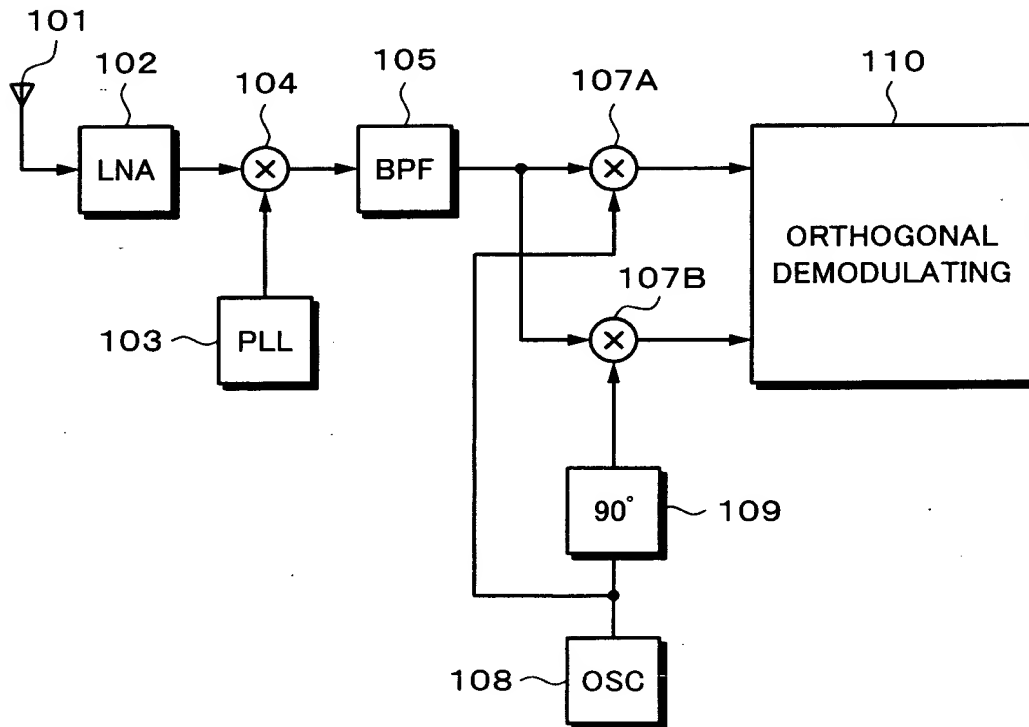 101
102
104
105
107A
110
LNA
BPF
ORTHOGONAL
DEMODULATING
107B
103
PLL
90°
109
108
OSC